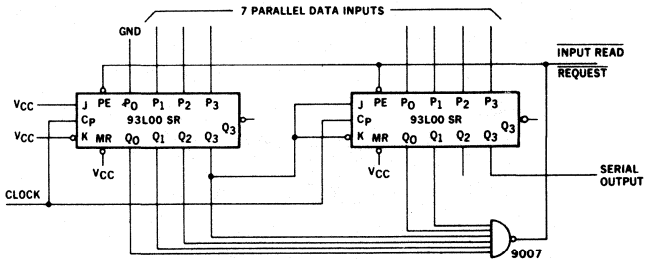 7 PARALLEL DATA INPUTS
GND
INPUT READ
REQUEST
VCC
J PE P0 P1 P2 P3
CP 93L00 SR Q3
VCC
K MR Q0 Q1 Q2 Q3
VCC
J PE P0 P1 P2 P3
CP 93L00 SR Q3
K MR Q0 Q1 Q2 Q3
VCC
CLOCK
SERIAL
OUTPUT
9007